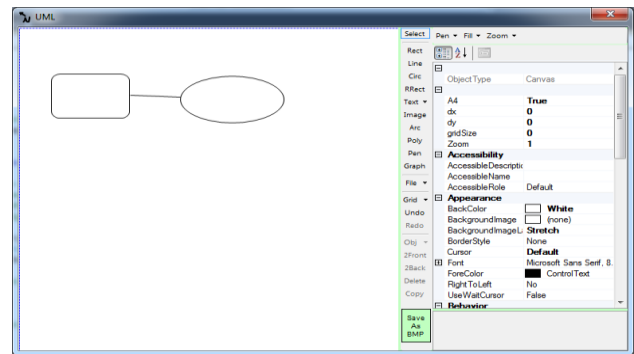 UML
Select
Pen Fill Zoom
Rect
Line
Circ
RRect
Text
Image
Arc
Poly
Pen
Graph
File
Grid
Undo
Redo
Obj
2Front
2Back
Delete
Copy
Save
As
BMP
ObjectType Canvas
A4 True
dx 0
dy 0
gridSize 0
Zoom 1
Accessibility
AccessibleDescriptic
AccessibleName
AccessibleRole Default
Appearance
BackColor White
BackgroundImage (none)
BackgroundImageL Stretch
BorderStyle None
Cursor Default
Font Microsoft Sans Serif, 8.
ForeColor ControlText
RightToLeft No
UseWaitCursor False
Behavior